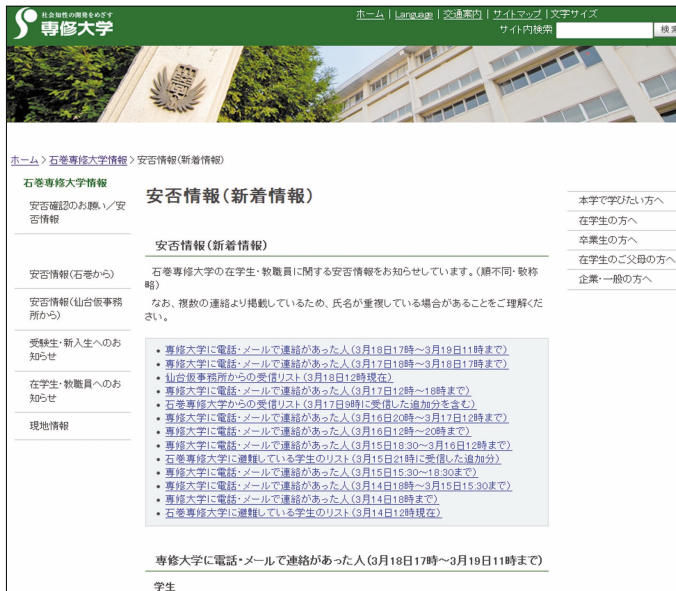 社会知性の開発をめざす
専修大学
ホーム | Language | 交通案内 | サイトマップ | 文字サイズ
サイト内検索
ホーム > 石巻専修大学情報 > 安否情報(新着情報)
石巻専修大学情報
安否確認のお願い／安
否情報
安否情報(石巻から)
安否情報(仙台仮事務
所から)
受験生・新入生へのお
知らせ
在学生・教職員へのお
知らせ
現地情報
安否情報(新着情報)
安否情報(新着情報)
石巻専修大学の在学生・教職員に関する安否情報をお知らせしています。(順不同・敬称
略)
なお、複数の連絡より掲載しているため、氏名が重複している場合があることをご理解くだ
さい。
• 専修大学に電話・メールで連絡があった人(3月18日17時～3月19日11時まで)
• 専修大学に電話・メールで連絡があった人(3月17日18時～3月18日17時まで)
• 仙台仮事務所からの受信リスト(3月18日12時現在)
• 専修大学に電話・メールで連絡があった人(3月17日12時～18時まで)
• 石巻専修大学からの受信リスト(3月17日9時に受信した追加分を含む)
• 専修大学に電話・メールで連絡があった人(3月16日20時～3月17日12時まで)
• 専修大学に電話・メールで連絡があった人(3月16日12時～20時まで)
• 専修大学に電話・メールで連絡があった人(3月15日18:30～3月16日12時まで)
• 石巻専修大学に避難している学生のリスト(3月15日21時に受信した追加分)
• 専修大学に電話・メールで連絡があった人(3月15日15:30～18:30まで)
• 専修大学に電話・メールで連絡があった人(3月14日18時～3月15日15:30まで)
• 専修大学に電話・メールで連絡があった人(3月14日18時まで)
• 石巻専修大学に避難している学生のリスト(3月14日12時現在)
専修大学に電話・メールで連絡があった人(3月18日17時～3月19日11時まで)
学生
本学で学びたい方へ
在学生の方へ
卒業生の方へ
在学生のご父母の方へ
企業・一般の方へ